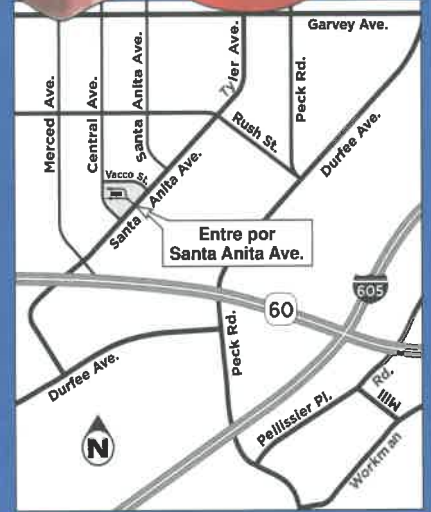 Garvey Ave.
Merced Ave.
Central Ave.
Santa Anita Ave.
Tyler Ave.
Peck Rd.
Rush St.
Durfee Ave.
Vacco St.
Santa Anita Ave.
Entre por
Santa Anita Ave.
605
60
Peck Rd.
Durfee Ave.
Pellissier Pl.
Mill Rd.
Workman
N